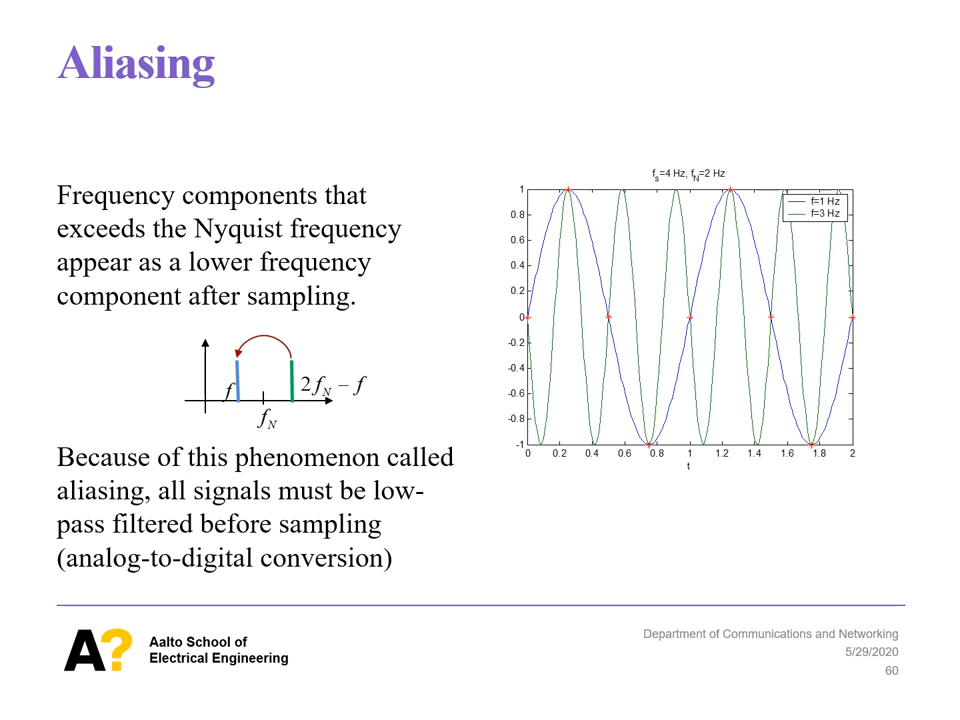 Aliasing
Frequency components that
exceeds the Nyquist frequency
appear as a lower frequency
component after sampling.
f
2f_N – f
f_N
Because of this phenomenon called
aliasing, all signals must be low-
pass filtered before sampling
(analog-to-digital conversion)
f_s=4 Hz, f_N=2 Hz
f=1 Hz
f=3 Hz
1
0.8
0.6
0.4
0.2
0
-0.2
-0.4
-0.6
-0.8
-1
0 0.2 0.4 0.6 0.8 1 1.2 1.4 1.6 1.8 2
t
A?
Aalto School of
Electrical Engineering
Department of Communications and Networking
5/29/2020
60